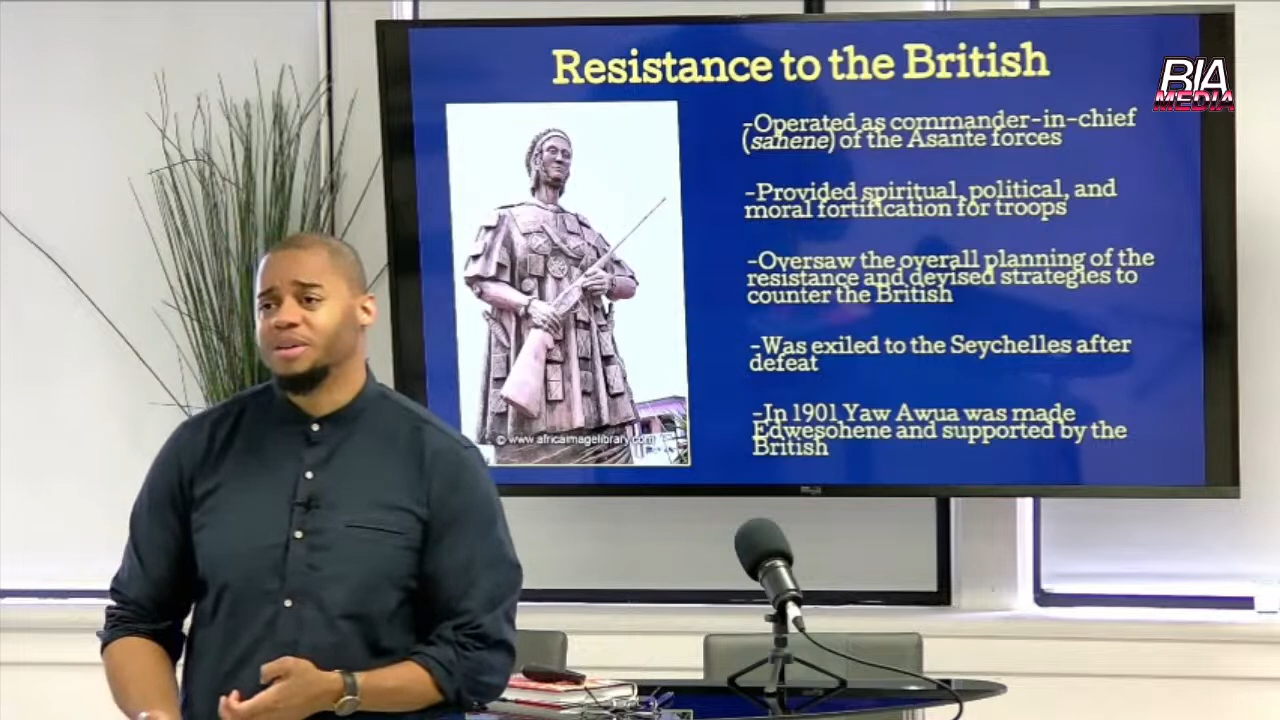 Resistance to the British
BIA
MEDIA
-Operated as commander-in-chief
(sahene) of the Asante forces
-Provided spiritual, political, and
moral fortification for troops
-Oversaw the overall planning of the
resistance and devised strategies to
counter the British
-Was exiled to the Seychelles after
defeat
-In 1901 Yaw Awua was made
Edwesohene and supported by the
British
© www.africaimagelibrary.com